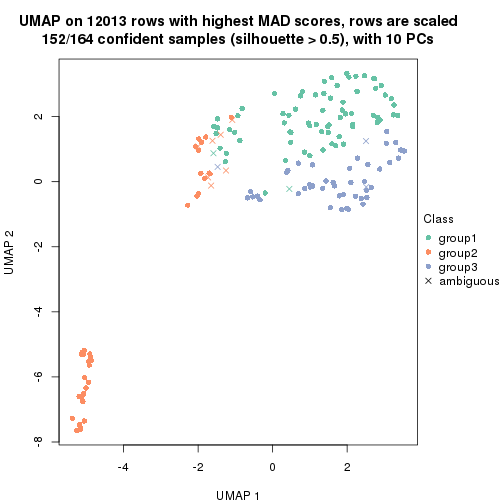 UMAP on 12013 rows with highest MAD scores, rows are scaled
152/164 confident samples (silhouette > 0.5), with 10 PCs
2
0
-2
-4
-6
-8
UMAP 2
-4
-2
0
2
UMAP 1
Class
group1
group2
group3
ambiguous